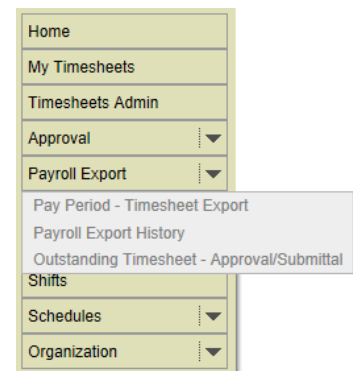 Home
My Timesheets
Timesheets Admin
Approval
Payroll Export
Pay Period - Timesheet Export
Payroll Export History
Outstanding Timesheet - Approval/Submittal
Shifts
Schedules
Organization